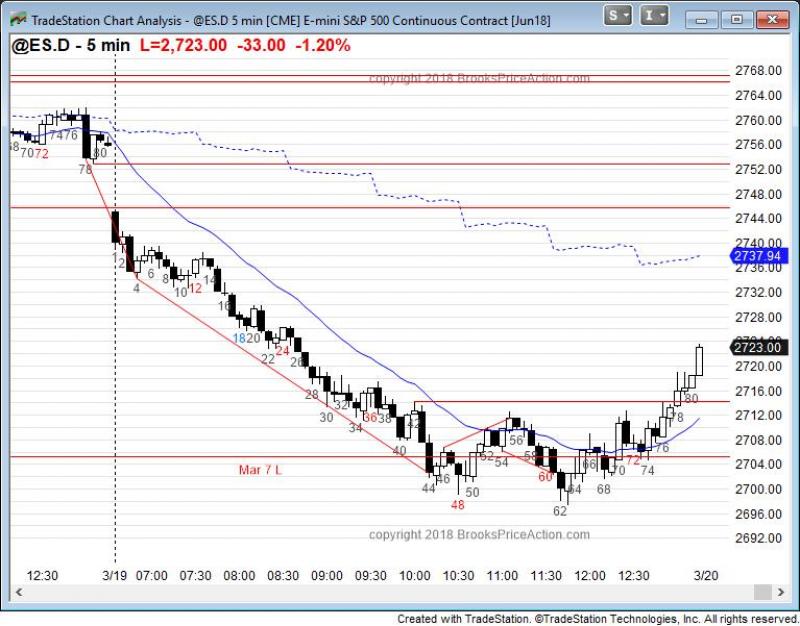 TradeStation Chart Analysis - @ES.D 5 min [CME] E-mini S&P 500 Continuous Contract [Jun18]
S
I
@ES.D - 5 min L=2,723.00 -33.00 -1.20%
copyright 2018 BrooksPriceAction.com
2768.00
2764.00
2760.00
2756.00
2752.00
2748.00
2744.00
2740.00
2737.94
2736.00
2732.00
2728.00
2723.00
2720.00
2716.00
2712.00
2708.00
2704.00
2700.00
2696.00
2692.00
68 70 72 74 76 78 80
1 2 4 6 8 10 12 14 16
18 20 22 24 26 28 30 32 34 36 38 40 42
44 46 48 50 52 54 56 58 60 62 64 66 68 70 72 74 76 78 80
Mar 7 L
copyright 2018 BrooksPriceAction.com
12:30 3/19 07:00 07:30 08:00 08:30 09:00 09:30 10:00 10:30 11:00 11:30 12:00 12:30 3/20
Created with TradeStation. ©TradeStation Technologies, Inc. All rights reserved.